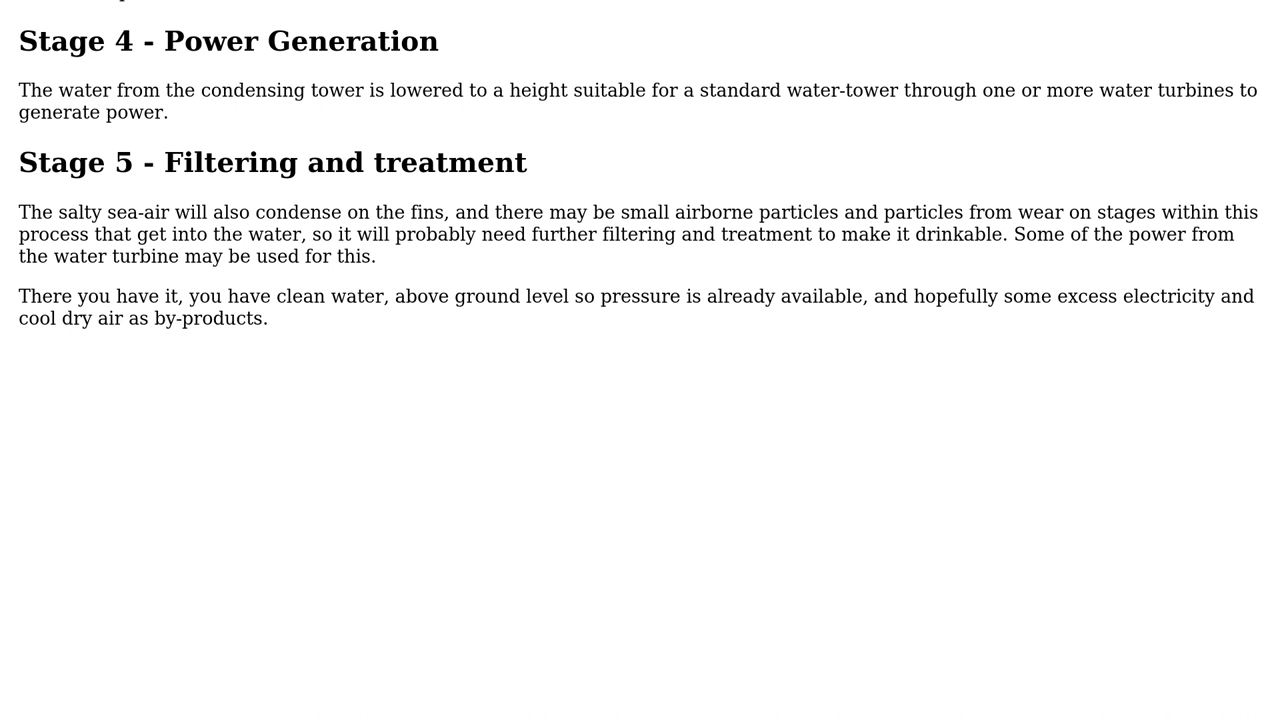 Stage 4 - Power Generation
The water from the condensing tower is lowered to a height suitable for a standard water-tower through one or more water turbines to
generate power.
Stage 5 - Filtering and treatment
The salty sea-air will also condense on the fins, and there may be small airborne particles and particles from wear on stages within this
process that get into the water, so it will probably need further filtering and treatment to make it drinkable. Some of the power from
the water turbine may be used for this.
There you have it, you have clean water, above ground level so pressure is already available, and hopefully some excess electricity and
cool dry air as by-products.